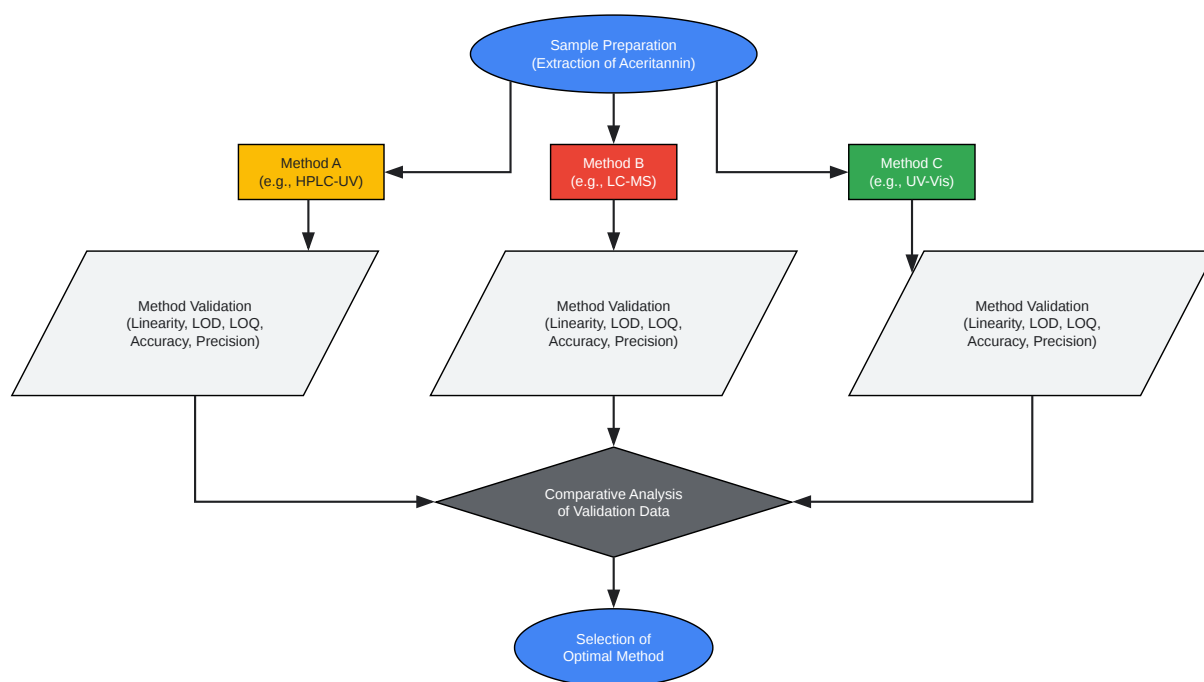 Sample Preparation
(Extraction of Aceritannin)
Method A
(e.g., HPLC-UV)
Method B
(e.g., LC-MS)
Method C
(e.g., UV-Vis)
Method Validation
(Linearity, LOD, LOQ,
Accuracy, Precision)
Method Validation
(Linearity, LOD, LOQ,
Accuracy, Precision)
Method Validation
(Linearity, LOD, LOQ,
Accuracy, Precision)
Comparative Analysis
of Validation Data
Selection of
Optimal Method